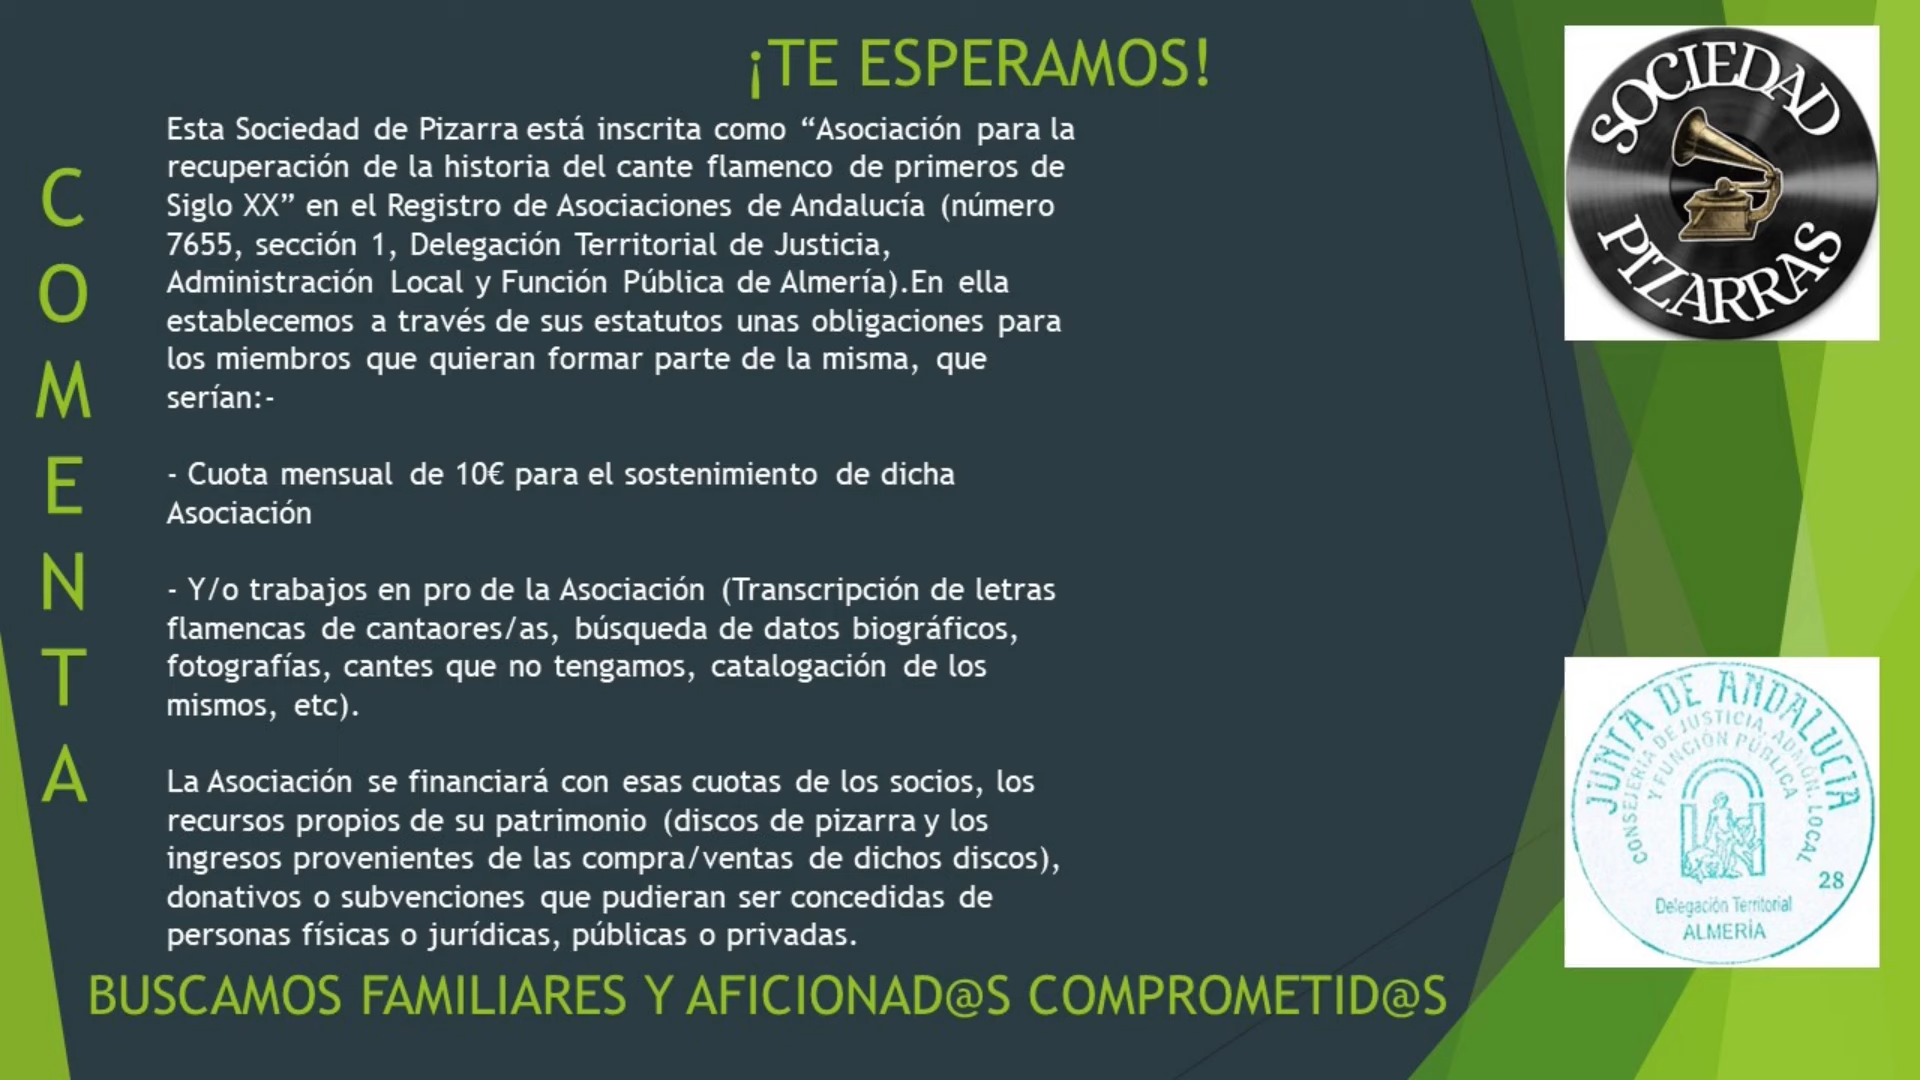 ¡TE ESPERAMOS!
COMENTA
Esta Sociedad de Pizarra está inscrita como “Asociación para la
recuperación de la historia del cante flamenco de primeros de
Siglo XX” en el Registro de Asociaciones de Andalucía (número
7655, sección 1, Delegación Territorial de Justicia,
Administración Local y Función Pública de Almería).En ella
establecemos a través de sus estatutos unas obligaciones para
los miembros que quieran formar parte de la misma, que
serían:-
- Cuota mensual de 10€ para el sostenimiento de dicha
Asociación
- Y/o trabajos en pro de la Asociación (Transcripción de letras
flamencas de cantaores/as, búsqueda de datos biográficos,
fotografías, cantes que no tengamos, catalogación de los
mismos, etc).
La Asociación se financiará con esas cuotas de los socios, los
recursos propios de su patrimonio (discos de pizarra y los
ingresos provenientes de las compra/ventas de dichos discos),
donativos o subvenciones que pudieran ser concedidas de
personas físicas o jurídicas, públicas o privadas.
BUSCAMOS FAMILIARES Y AFICIONAD@S COMPROMETID@S
SOCIEDAD
PIZARRAS
JUNTA DE ANDALUCIA
CONSEJERIA DE JUSTICIA, ADMÓN. LOCAL
Y FUNCIÓN PÚBLICA
28
Delegación Territorial
ALMERÍA